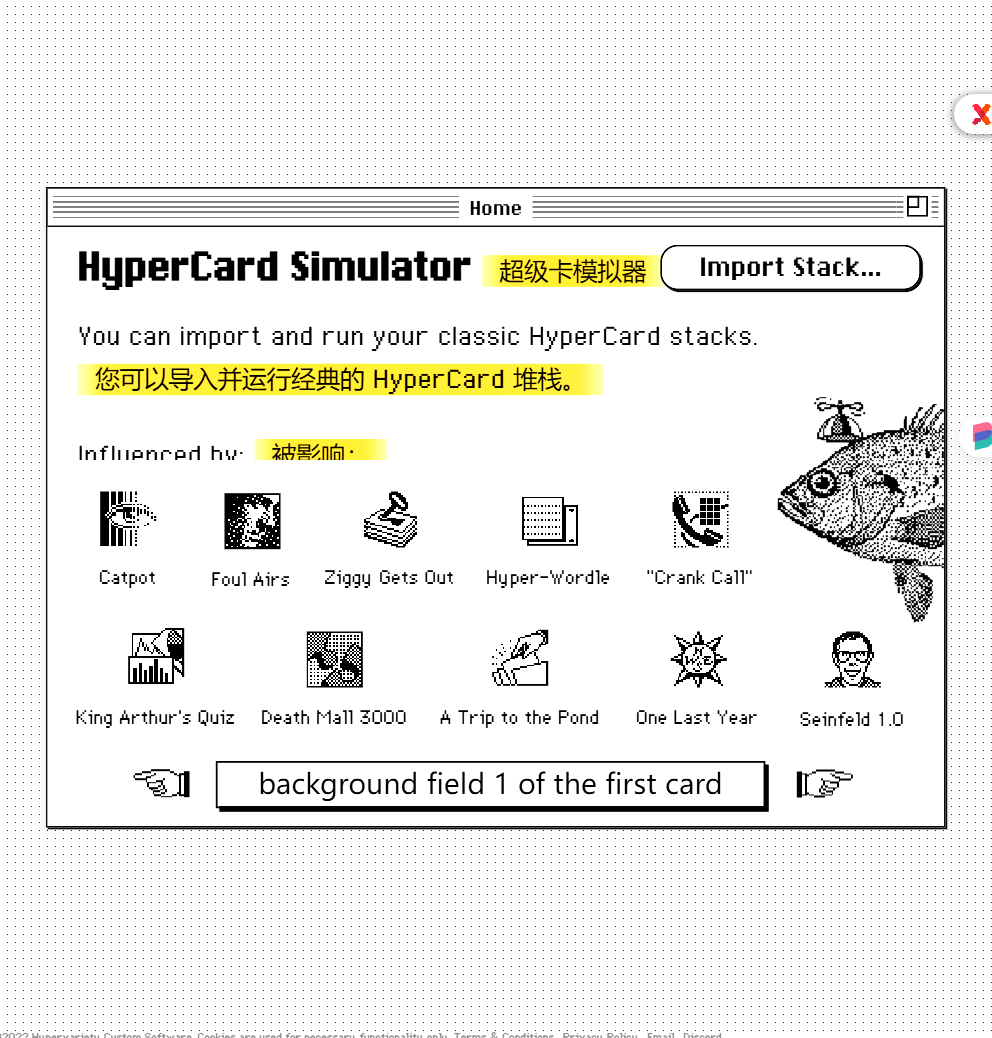 Home
HyperCard Simulator 超级卡模拟器 Import Stack...
You can import and run your classic HyperCard stacks.
您可以导入并运行经典的 HyperCard 堆栈。
Influenced by: 被影响：
Catpot Foul Airs Ziggy Gets Out Hyper-Wordle "Crank Call"
King Arthur's Quiz Death Mall 3000 A Trip to the Pond One Last Year Seinfeld 1.0
background field 1 of the first card
©2022 Hypervariety Custom Software. Cookies are used for necessary functionality only. Terms & Conditions. Privacy Policy. Email. Discord.